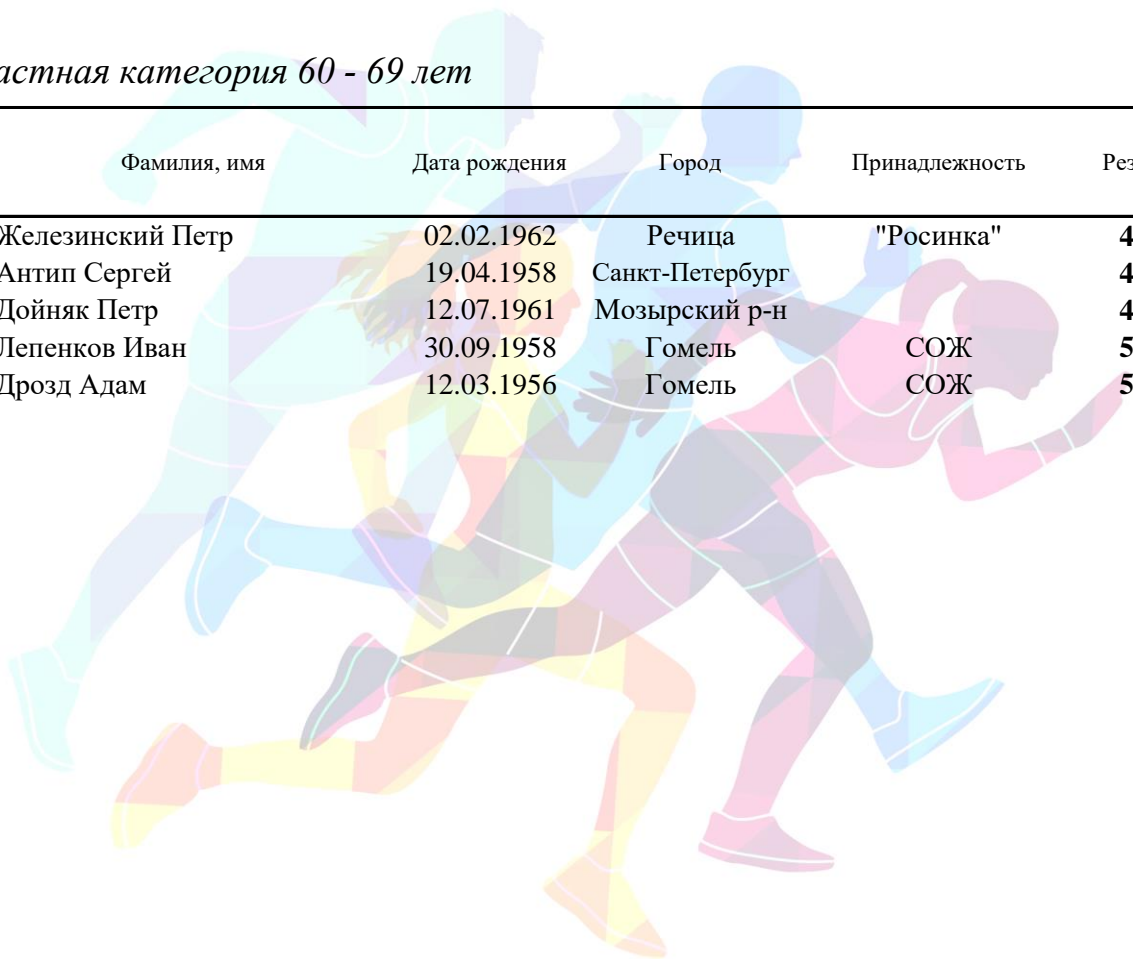 астная категория 60 - 69 лет
Фамилия, имя Дата рождения Город Принадлежность Рез
Железинский Петр 02.02.1962 Речица "Росинка" 4
Антип Сергей 19.04.1958 Санкт-Петербург 4
Дойняк Петр 12.07.1961 Мозырский р-н 4
Лепенков Иван 30.09.1958 Гомель СОЖ 5
Дрозд Адам 12.03.1956 Гомель СОЖ 5